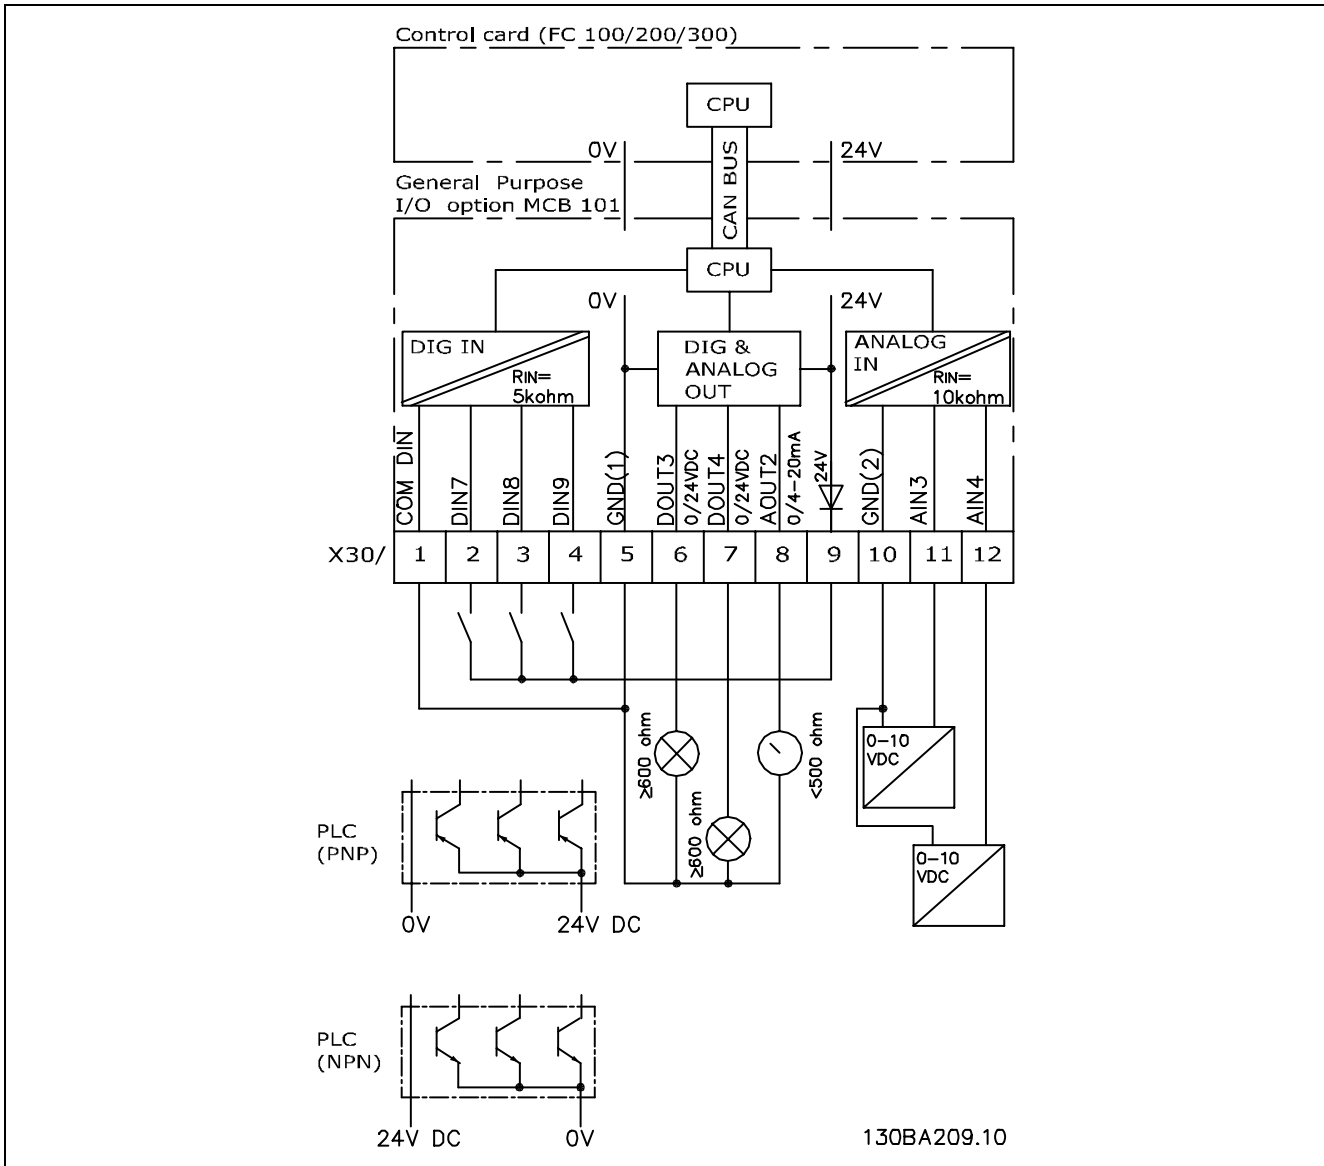 Control card (FC 100/200/300)
CPU
0V
24V
CAN BUS
General Purpose
I/O option MCB 101
CPU
0V
24V
DIG IN
RIN=
5kohm
DIG &
ANALOG
OUT
ANALOG
IN
RIN=
10kohm
COM DIN
DIN7
DIN8
DIN9
GND(1)
DOUT3
0/24VDC
DOUT4
0/24VDC
AOUT2
0/4-20mA
24V
GND(2)
AIN3
AIN4
X30/ 1 2 3 4 5 6 7 8 9 10 11 12
≥600 ohm
≥600 ohm
<500 ohm
0-10
VDC
0-10
VDC
PLC
(PNP)
0V
24V DC
PLC
(NPN)
24V DC
0V
130BA209.10